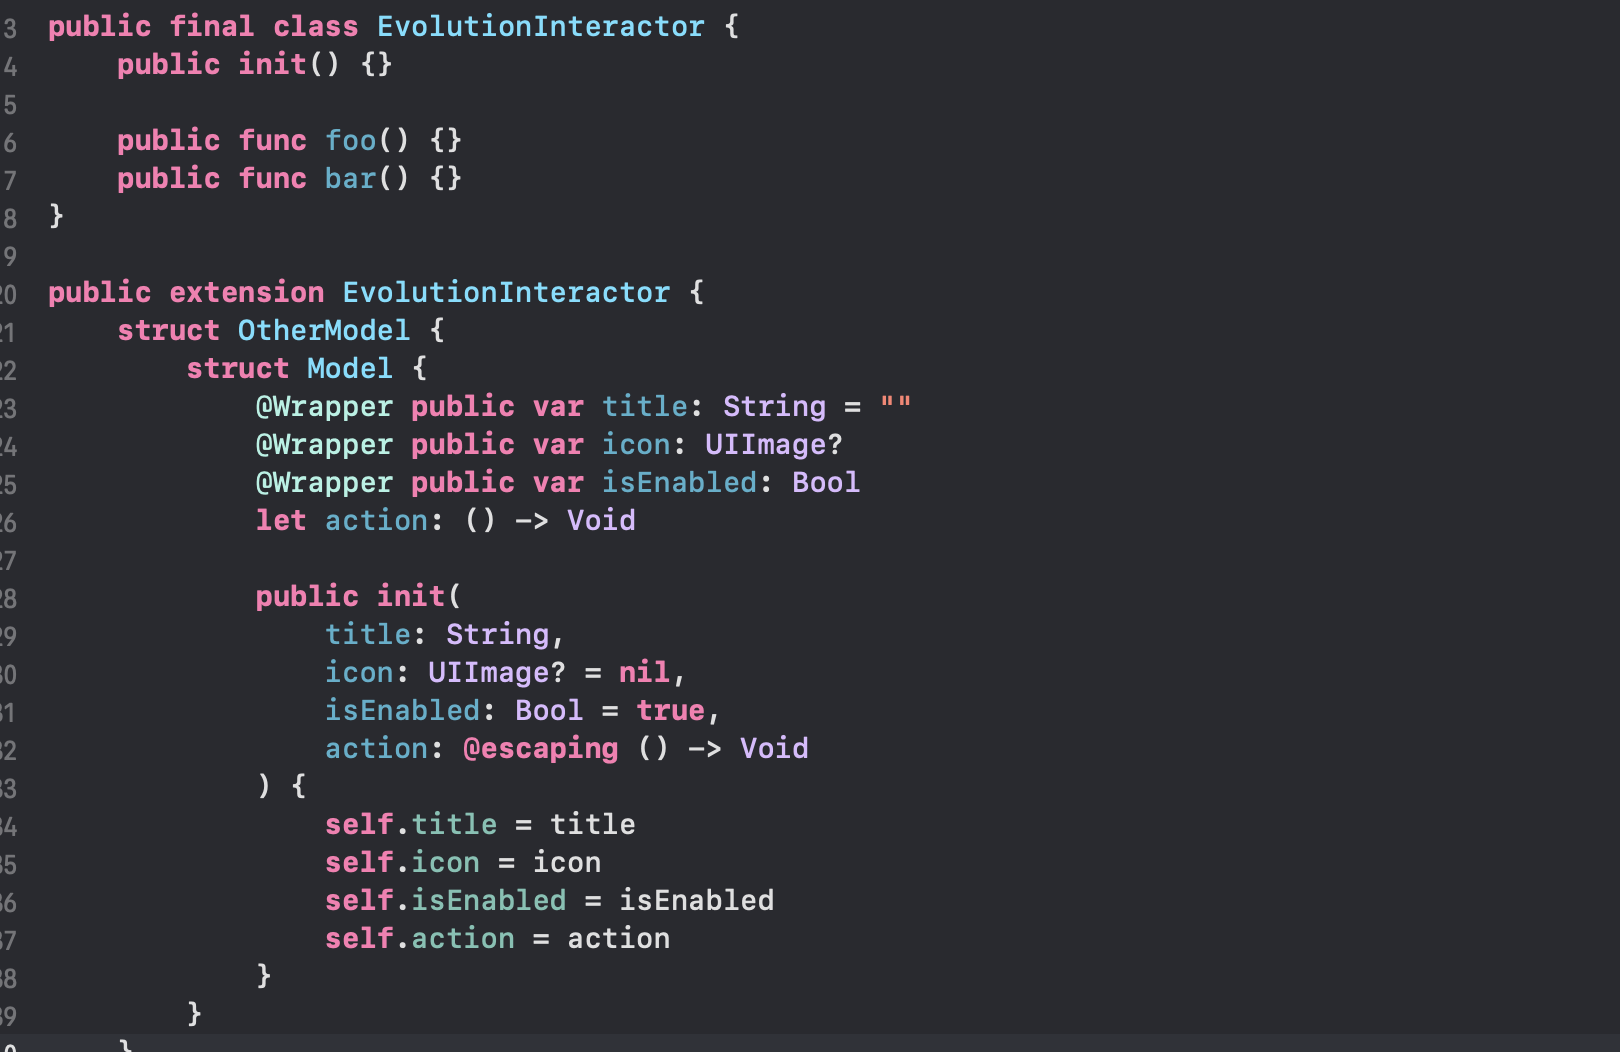 3 public final class EvolutionInteractor {
4 public init() {}
5
6 public func foo() {}
7 public func bar() {}
8 }
9
20 public extension EvolutionInteractor {
21 struct OtherModel {
22 struct Model {
23 @Wrapper public var title: String = ""
24 @Wrapper public var icon: UIImage?
25 @Wrapper public var isEnabled: Bool
26 let action: () -> Void
27
28 public init(
29 title: String,
30 icon: UIImage? = nil,
31 isEnabled: Bool = true,
32 action: @escaping () -> Void
33 ) {
34 self.title = title
35 self.icon = icon
36 self.isEnabled = isEnabled
37 self.action = action
38 }
39 }
0 }